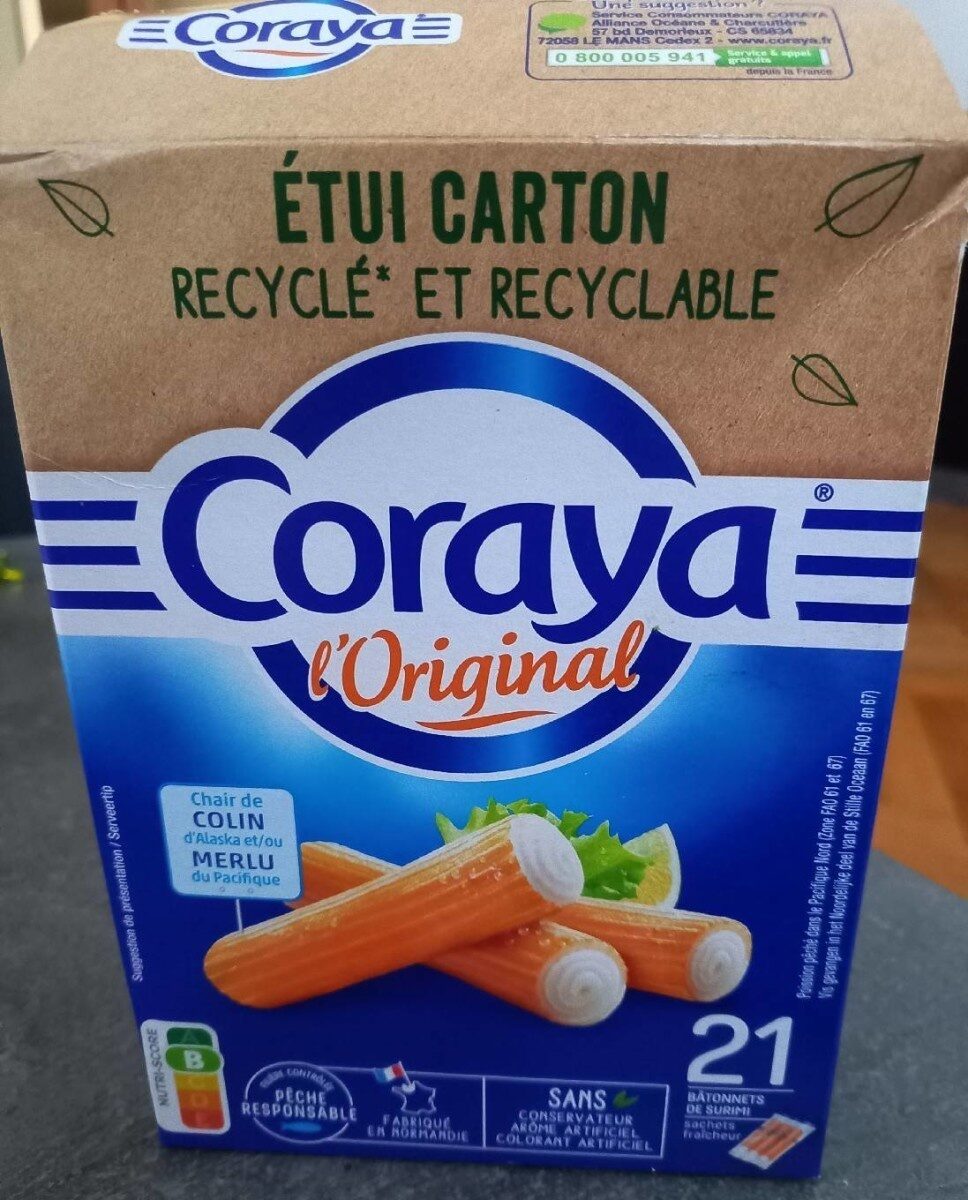 Coraya
Une suggestion ?
Service Consommateurs CORAYA
Alliance Océane & Charcutière
57 bd Demorieux - CS 65834
72058 LE MANS Cedex 2 - www.coraya.fr
0 800 005 941 Service & appel gratuits
depuis la France
ÉTUI CARTON
RECYCLÉ* ET RECYCLABLE
Coraya®
l'Original
Chair de
COLIN
d'Alaska et/ou
MERLU
du Pacifique
Suggestion de présentation / Serveertip
Poisson pêché dans le Pacifique Nord (Zone FAO 61 et 67)
Vis gevangen in het Noordelijke deel van de Stille Oceaan (FAO 61 en 67)
NUTRI-SCORE
B
PÊCHE
RESPONSABLE
FABRIQUÉ
EN NORMANDIE
SANS
CONSERVATEUR
ARÔME ARTIFICIEL
COLORANT ARTIFICIEL
21
BÂTONNETS
DE SURIMI
sachets
fraîcheur